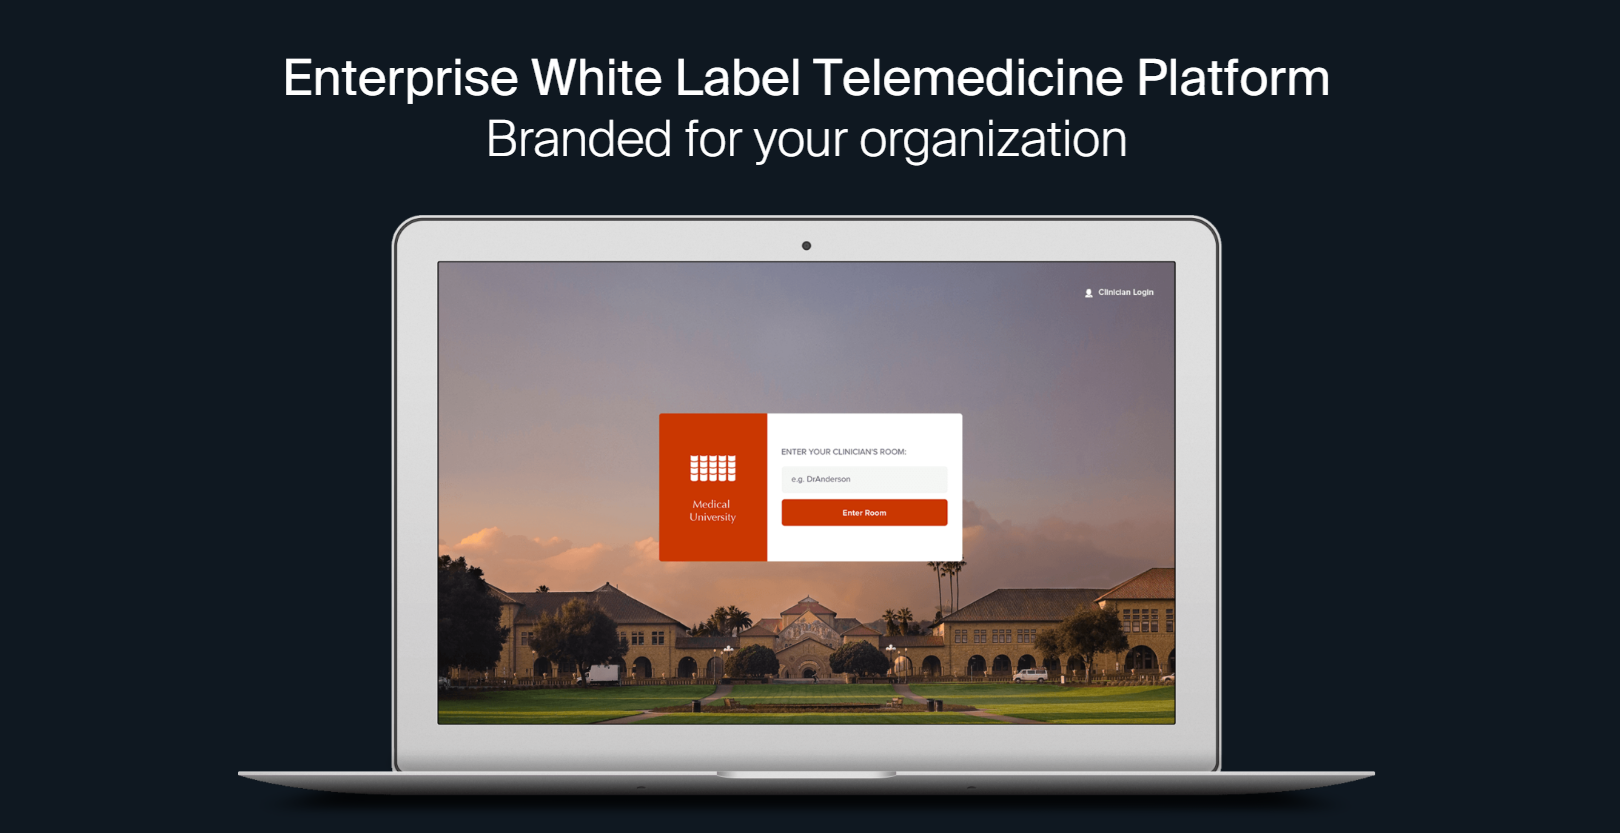 Enterprise White Label Telemedicine Platform
Branded for your organization
Clinician Login
Medical
University
ENTER YOUR CLINICIAN'S ROOM:
e.g. DrAnderson
Enter Room